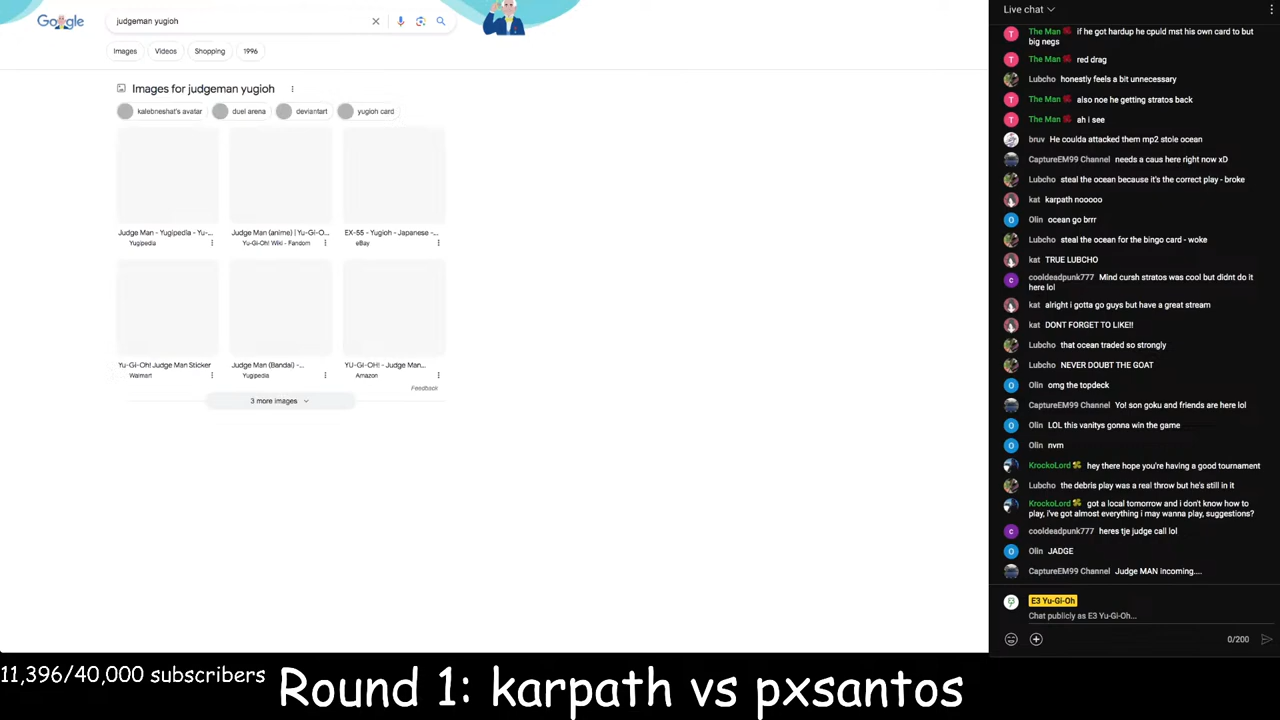 Google
judgeman yugioh
Images Videos Shopping 1996
Images for judgeman yugioh
kalebneshat's avatar duel arena deviantart yugioh card
Judge Man - Yugipedia - Yu-... Judge Man (anime) | Yu-Gi-O... EX-55 - Yugioh - Japanese -...
Yugipedia Yu-Gi-Oh! Wiki - Fandom eBay
Yu-Gi-Oh! Judge Man Sticker Judge Man (Bandai) -... YU-GI-OH! - Judge Man...
Walmart Yugipedia Amazon
Feedback
3 more images
Live chat
The Man if he got hardup he cpuld mst his own card to but
big negs
The Man red drag
Lubcho honestly feels a bit unnecessary
The Man also noe he getting stratos back
The Man ah i see
bruv He coulda attacked them mp2 stole ocean
CaptureEM99 Channel needs a caus here right now xD
Lubcho steal the ocean because it's the correct play - broke
kat karpath nooooo
Olin ocean go brrr
Lubcho steal the ocean for the bingo card - woke
kat TRUE LUBCHO
cooldeadpunk777 Mind cursh stratos was cool but didnt do it
here lol
kat alright i gotta go guys but have a great stream
kat DONT FORGET TO LIKE!!
Lubcho that ocean traded so strongly
Lubcho NEVER DOUBT THE GOAT
Olin omg the topdeck
CaptureEM99 Channel Yo! son goku and friends are here lol
Olin LOL this vanitys gonna win the game
Olin nvm
KrockoLord hey there hope you're having a good tournament
Lubcho the debris play was a real throw but he's still in it
KrockoLord got a local tomorrow and i don't know how to
play, i've got almost everything i may wanna play, suggestions?
cooldeadpunk777 heres tje judge call lol
Olin JADGE
CaptureEM99 Channel Judge MAN incoming....
E3 Yu-Gi-Oh
Chat publicly as E3 Yu-Gi-Oh...
0/200
11,396/40,000 subscribers
Round 1: karpath vs pxsantos